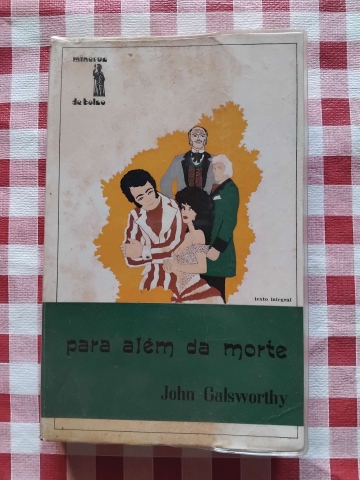 minerva
de bolso
texto integral
para além da morte
John Galsworthy